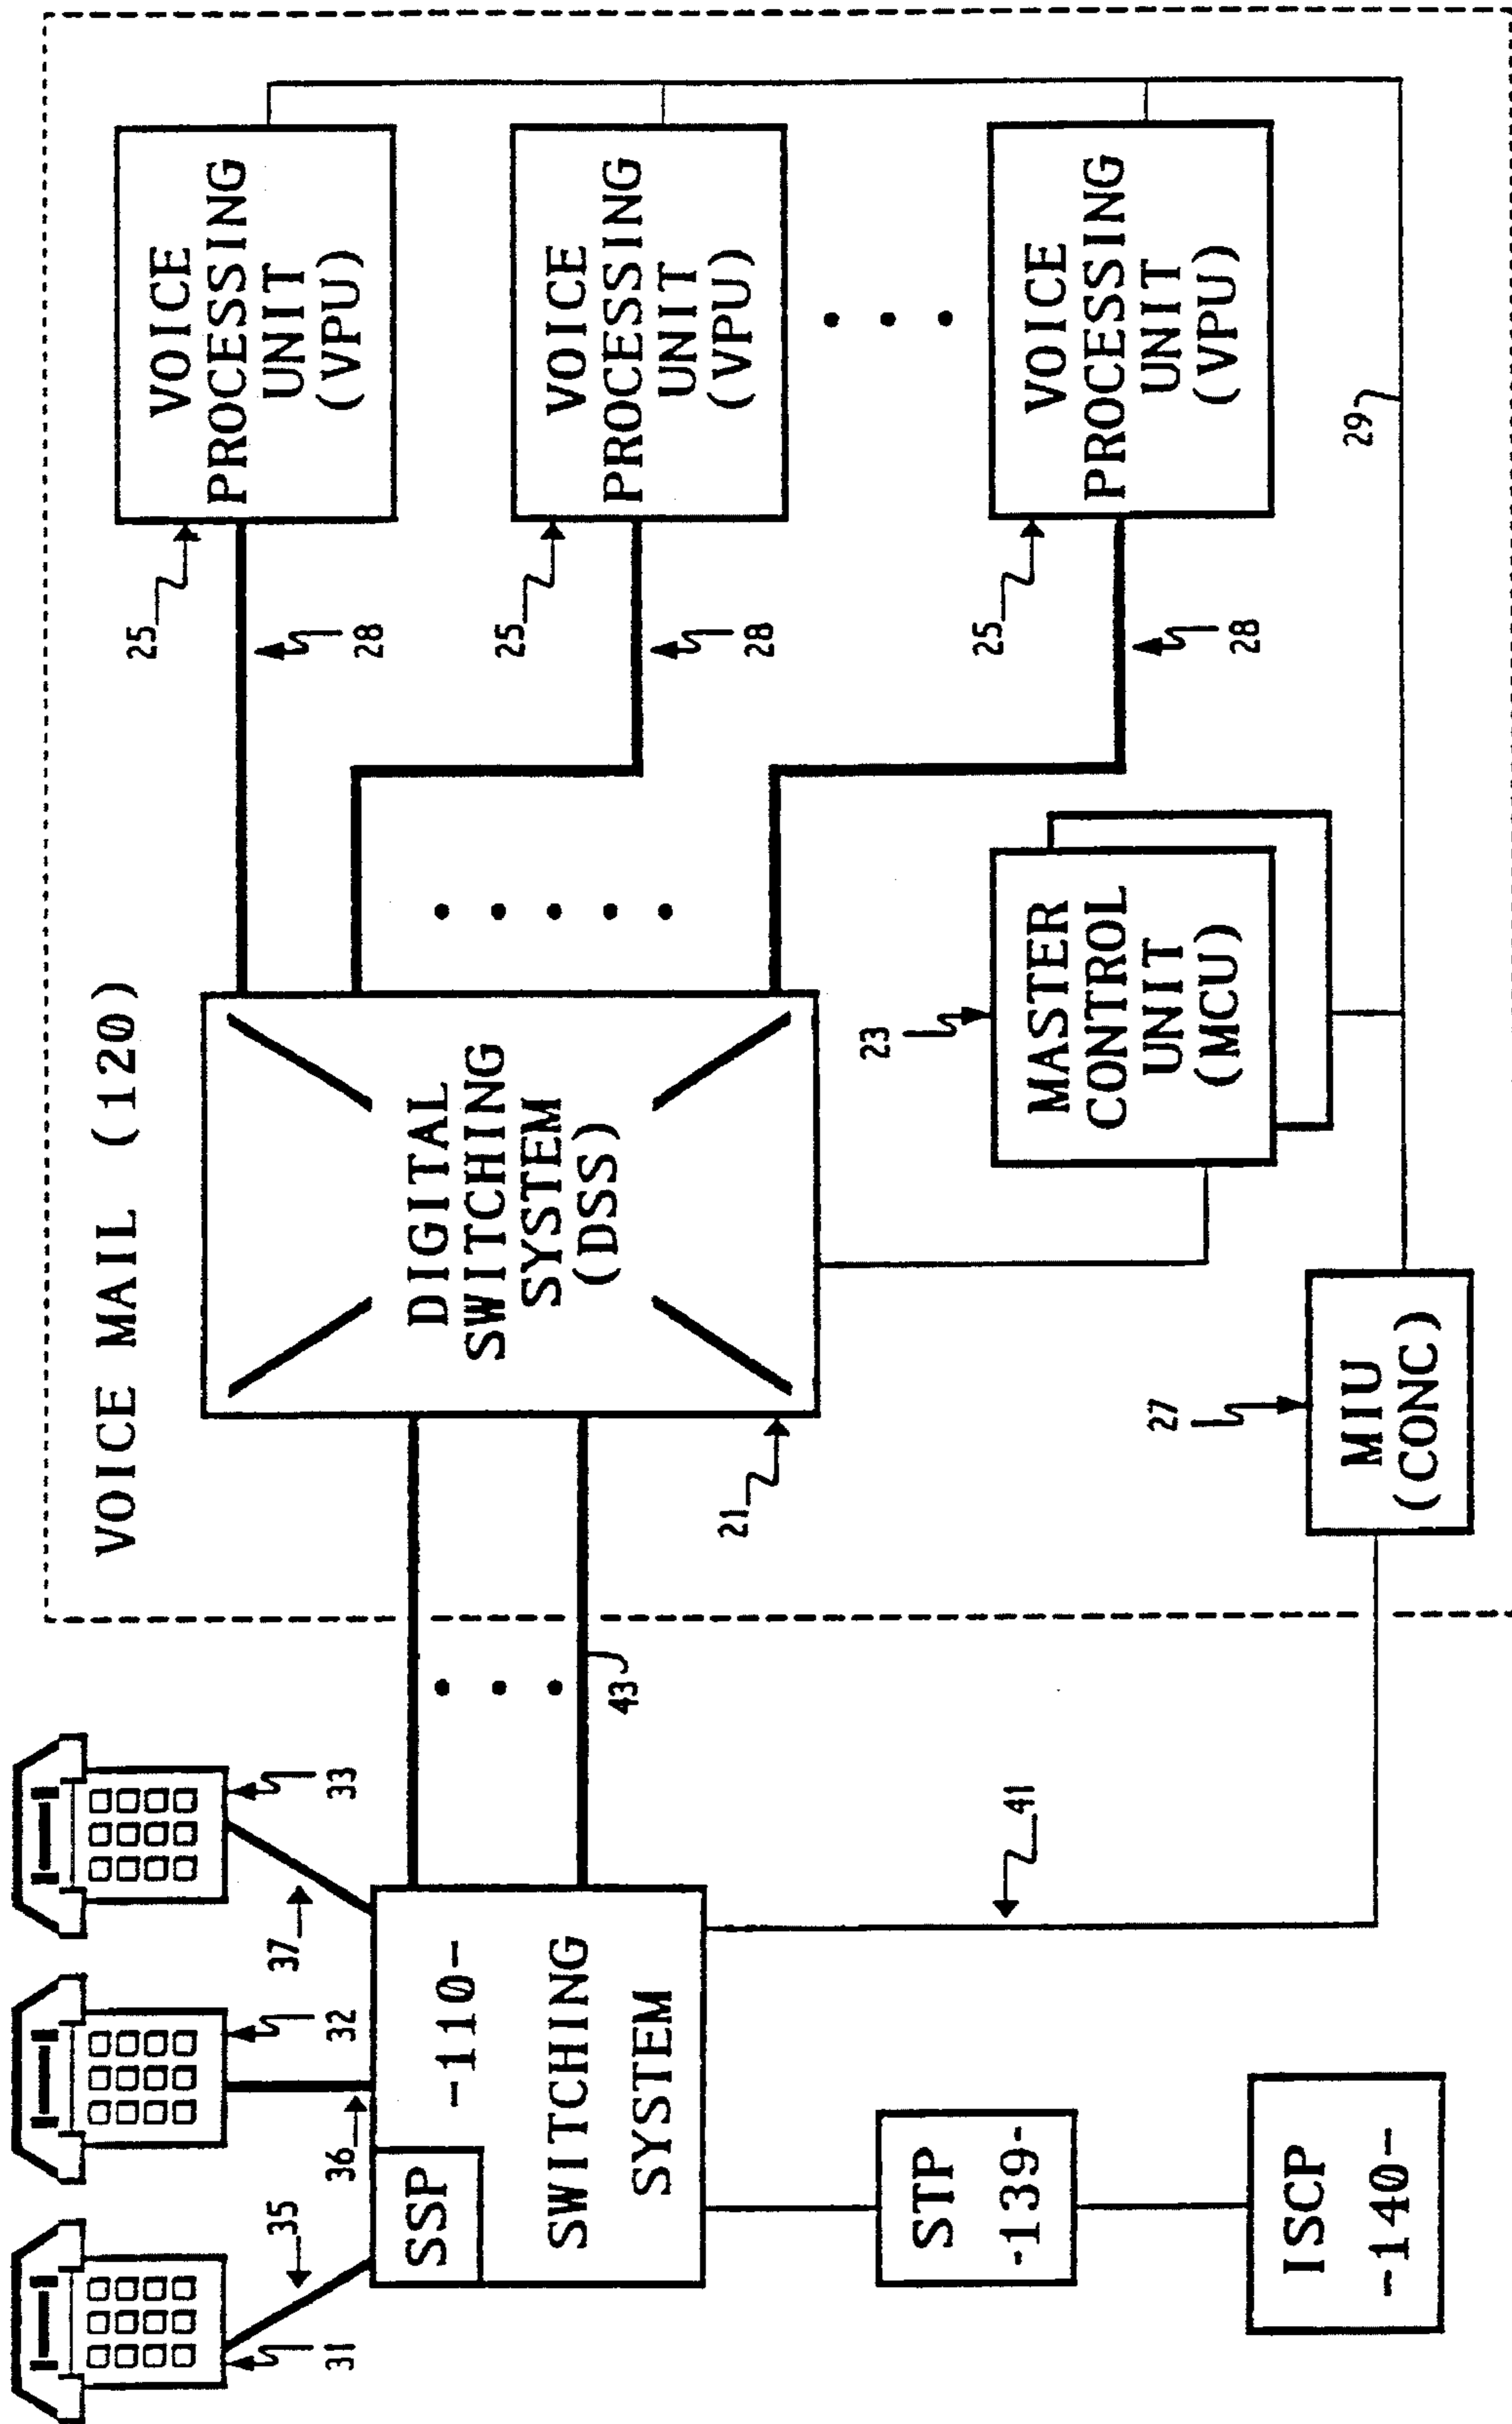 VOICE MAIL (120)
31
32
33
35
36
37
SSP
-110-
SWITCHING
SYSTEM
43
41
STP
-139-
ISCP
-140-
DIGITAL
SWITCHING
SYSTEM
(DSS)
21
23
MASTER
CONTROL
UNIT
(MCU)
27
MIU
(CONC)
25
28
VOICE
PROCESSING
UNIT
(VPU)
25
28
VOICE
PROCESSING
UNIT
(VPU)
25
28
VOICE
PROCESSING
UNIT
(VPU)
29